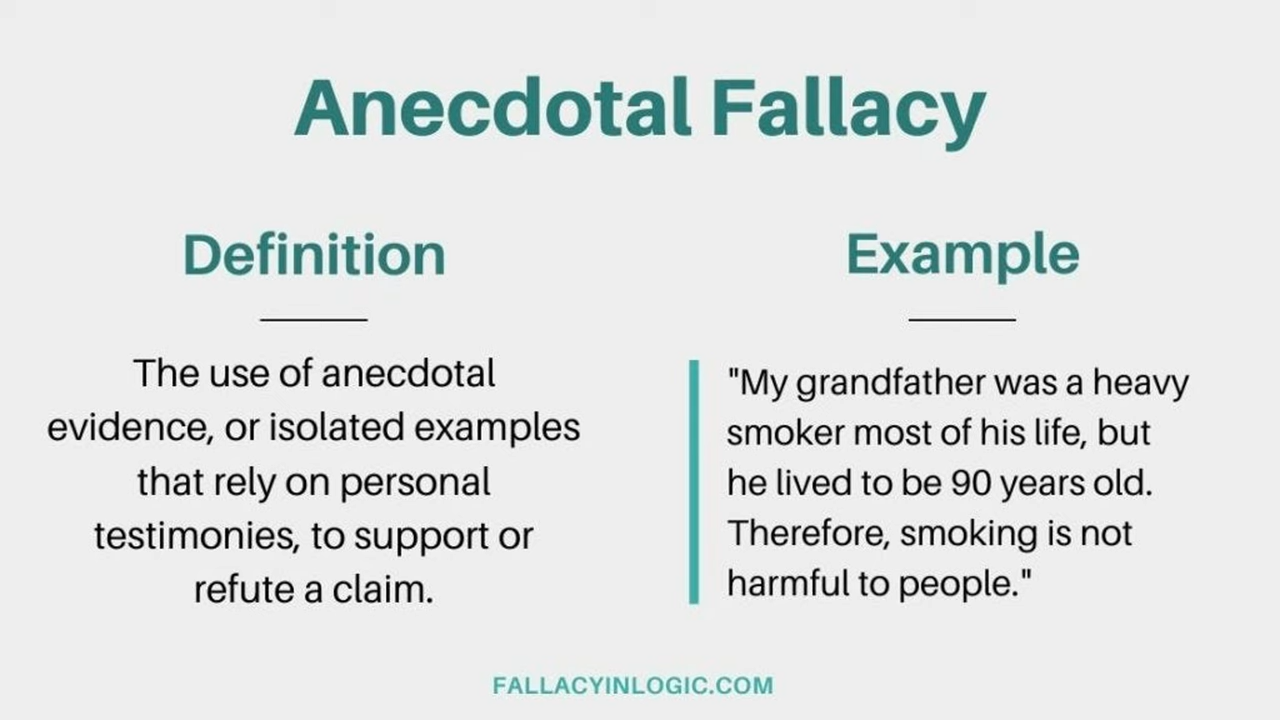 Anecdotal Fallacy
Definition
The use of anecdotal
evidence, or isolated examples
that rely on personal
testimonies, to support or
refute a claim.
Example
"My grandfather was a heavy
smoker most of his life, but
he lived to be 90 years old.
Therefore, smoking is not
harmful to people."
FALLACYINLOGIC.COM